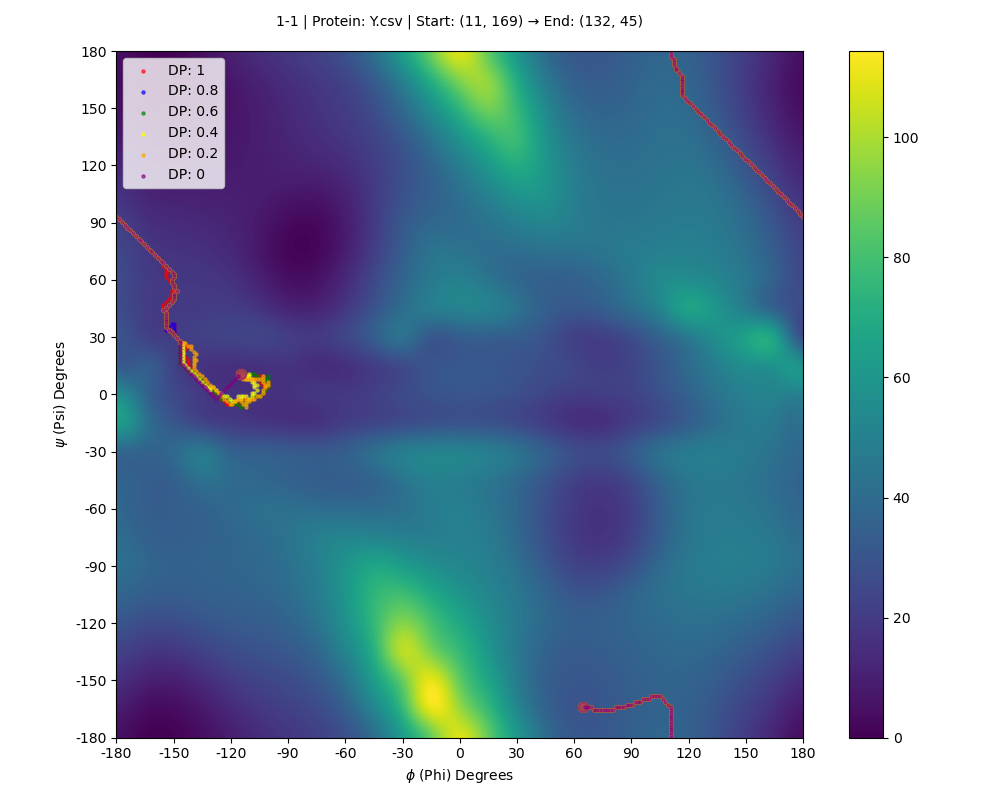 1-1 | Protein: Y.csv | Start: (11, 169) → End: (132, 45)
DP: 1
DP: 0.8
DP: 0.6
DP: 0.4
DP: 0.2
DP: 0
180
150
120
90
60
30
0
-30
-60
-90
-120
-150
-180
ψ (Psi) Degrees
-180 -150 -120 -90 -60 -30 0 30 60 90 120 150 180
ϕ (Phi) Degrees
100
80
60
40
20
0